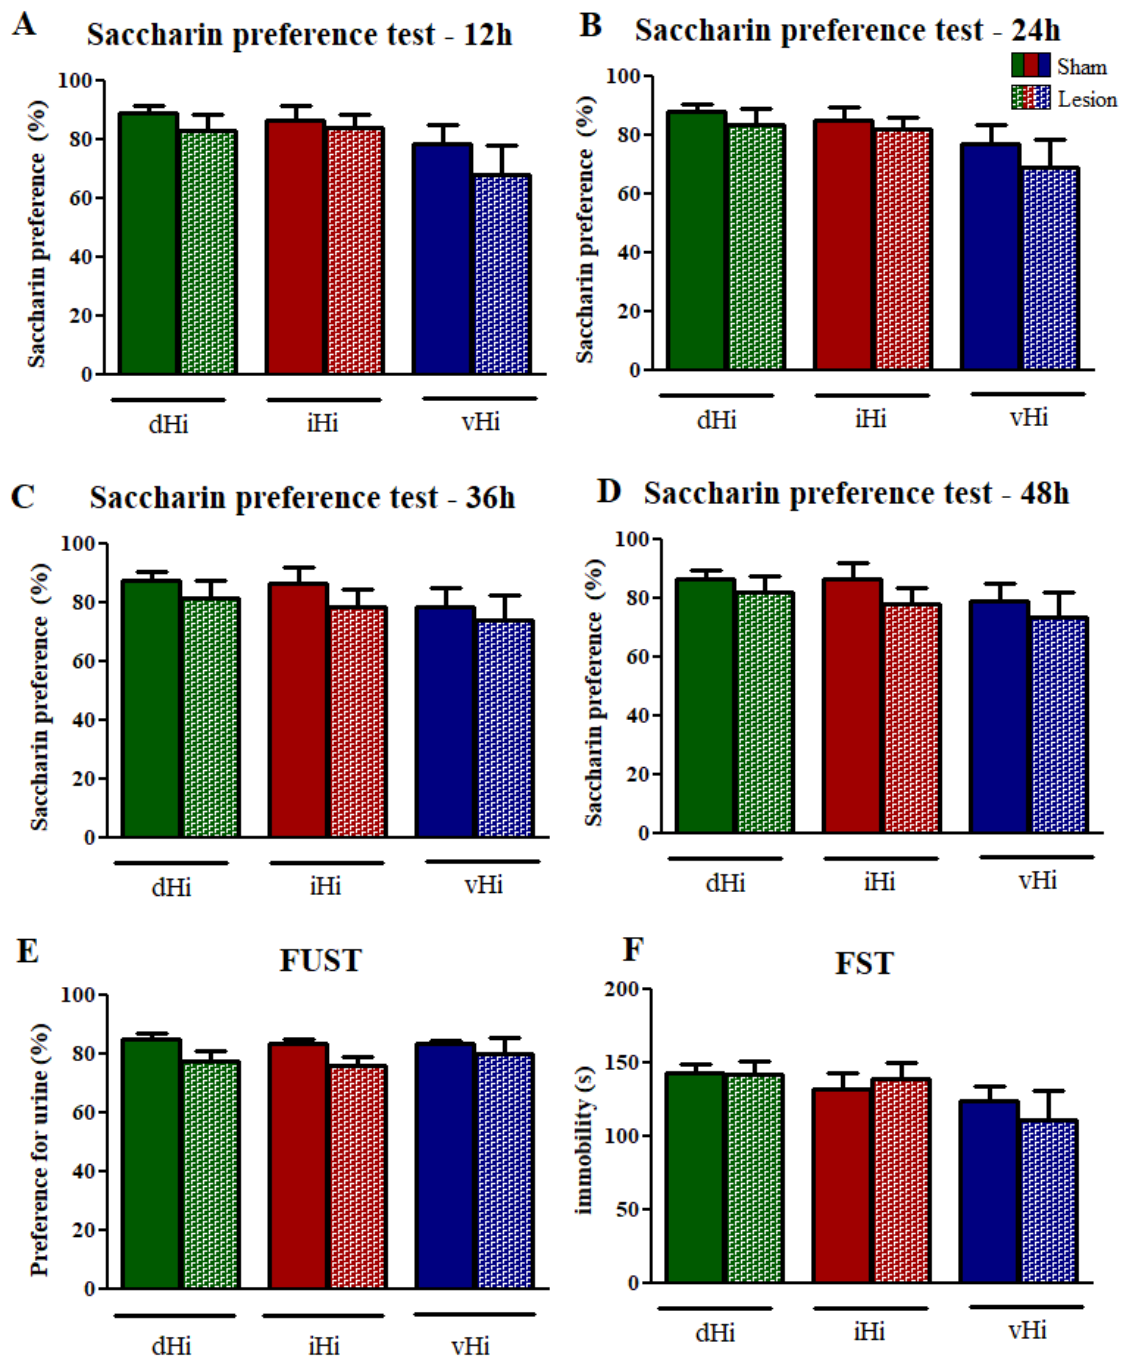 A
Saccharin preference test - 12h
Saccharin preference (%)
100
80
60
40
20
0
dHi
iHi
vHi
B
Saccharin preference test - 24h
Sham
Lesion
Saccharin preference (%)
100
80
60
40
20
0
dHi
iHi
vHi
C
Saccharin preference test - 36h
Saccharin preference (%)
100
80
60
40
20
0
dHi
iHi
vHi
D
Saccharin preference test - 48h
Saccharin preference (%)
100
80
60
40
20
0
dHi
iHi
vHi
E
FUST
Preference for urine (%)
100
80
60
40
20
0
dHi
iHi
vHi
F
FST
immobility (s)
200
150
100
50
0
dHi
iHi
vHi